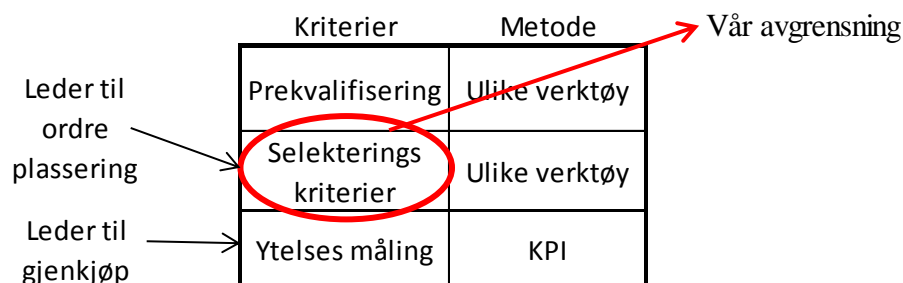 Kriterier Metode Vår avgrensning
Leder til
ordre
plassering
Prekvalifisering Ulike verktøy
Selekterings
kriterier
Ulike verktøy
Leder til
gjenkjøp
Ytelses måling KPI